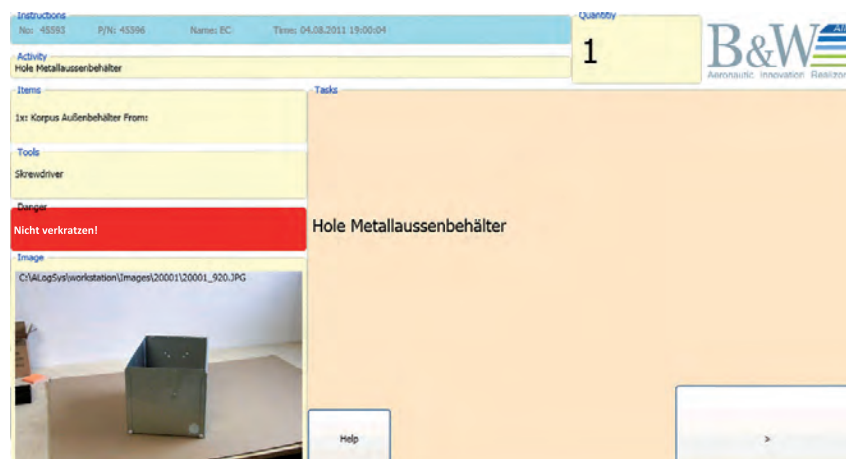 Instructions
No: 45593 P/N: 45596 Name: EC Time: 04.08.2011 19:00:04
Quantitiy
1
B&W
Aeronautic Innovation Realizon
Activity
Hole Metallaussenbehälter
Items
1x: Korpus Außenbehälter From:
Tools
Skrewdriver
Danger
Nicht verkratzen!
Image
C:\ALogSys\workstation\Images\20001\20001_920.JPG
Tasks
Hole Metallaussenbehälter
Help
>